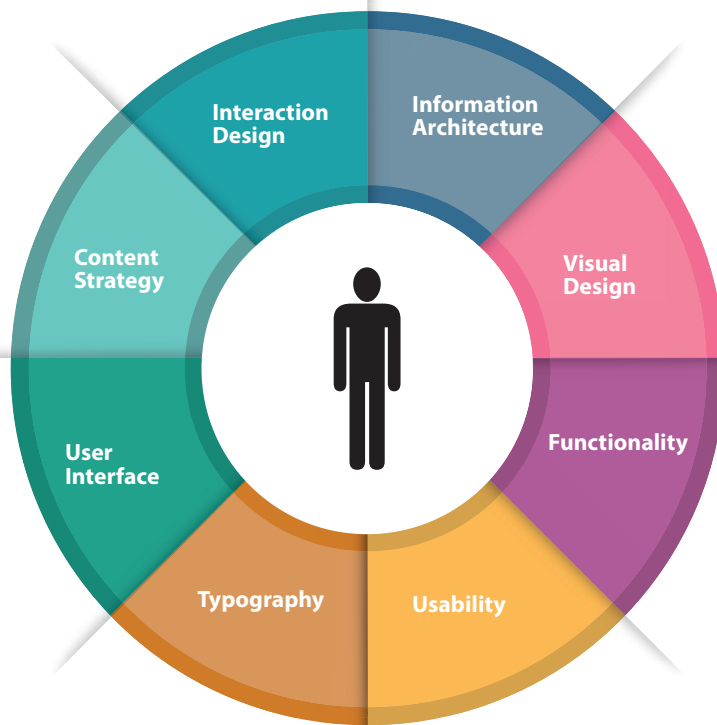 Interaction
Design
Information
Architecture
Visual
Design
Functionality
Usability
Typography
User
Interface
Content
Strategy